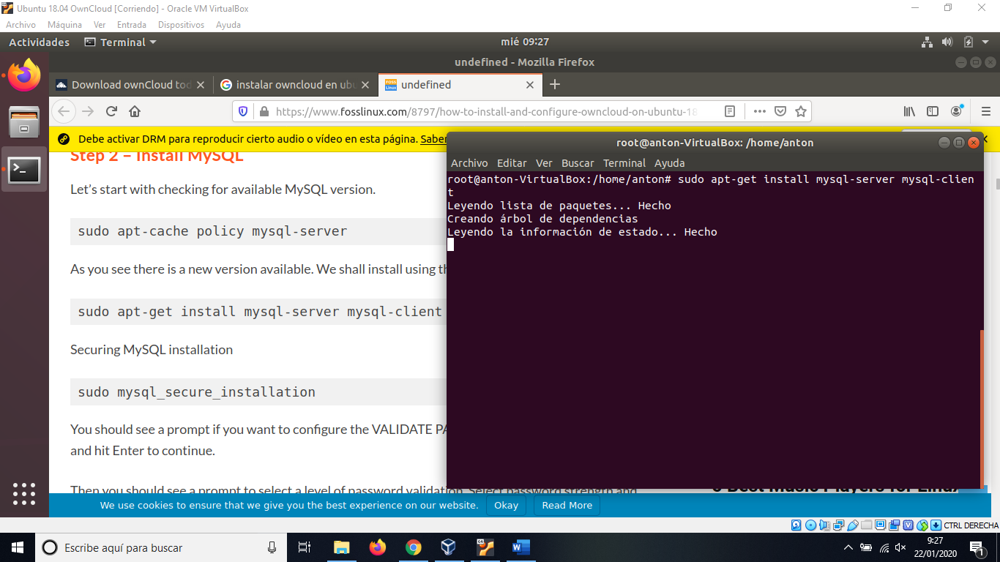 Ubuntu 18.04 OwnCloud [Corriendo] - Oracle VM VirtualBox
Archivo Máquina Ver Entrada Dispositivos Ayuda
Actividades Terminal mié 09:27
undefined - Mozilla Firefox
Download ownCloud tod instalar owncloud en ubu undefined
https://www.fosslinux.com/8797/how-to-install-and-configure-owncloud-on-ubuntu-18
Debe activar DRM para reproducir cierto audio o vídeo en esta página. Saber
Step 2 – Install MySQL
Let’s start with checking for available MySQL version.
sudo apt-cache policy mysql-server
As you see there is a new version available. We shall install using th
sudo apt-get install mysql-server mysql-client
Securing MySQL installation
sudo mysql_secure_installation
You should see a prompt if you want to configure the VALIDATE PA
and hit Enter to continue.
Then you should see a prompt to select a level of password validation. Select password strength and
root@anton-VirtualBox: /home/anton
Archivo Editar Ver Buscar Terminal Ayuda
root@anton-VirtualBox:/home/anton# sudo apt-get install mysql-server mysql-clien
t
Leyendo lista de paquetes... Hecho
Creando árbol de dependencias
Leyendo la información de estado... Hecho
Best Music Players for Linux
We use cookies to ensure that we give you the best experience on our website. Okay Read More
CTRL DERECHA
Escribe aquí para buscar
9:27
22/01/2020
1